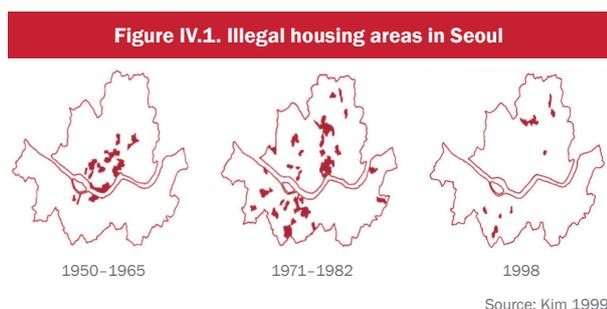 Figure IV.1. Illegal housing areas in Seoul
1950–1965 1971–1982 1998
Source: Kim 1999